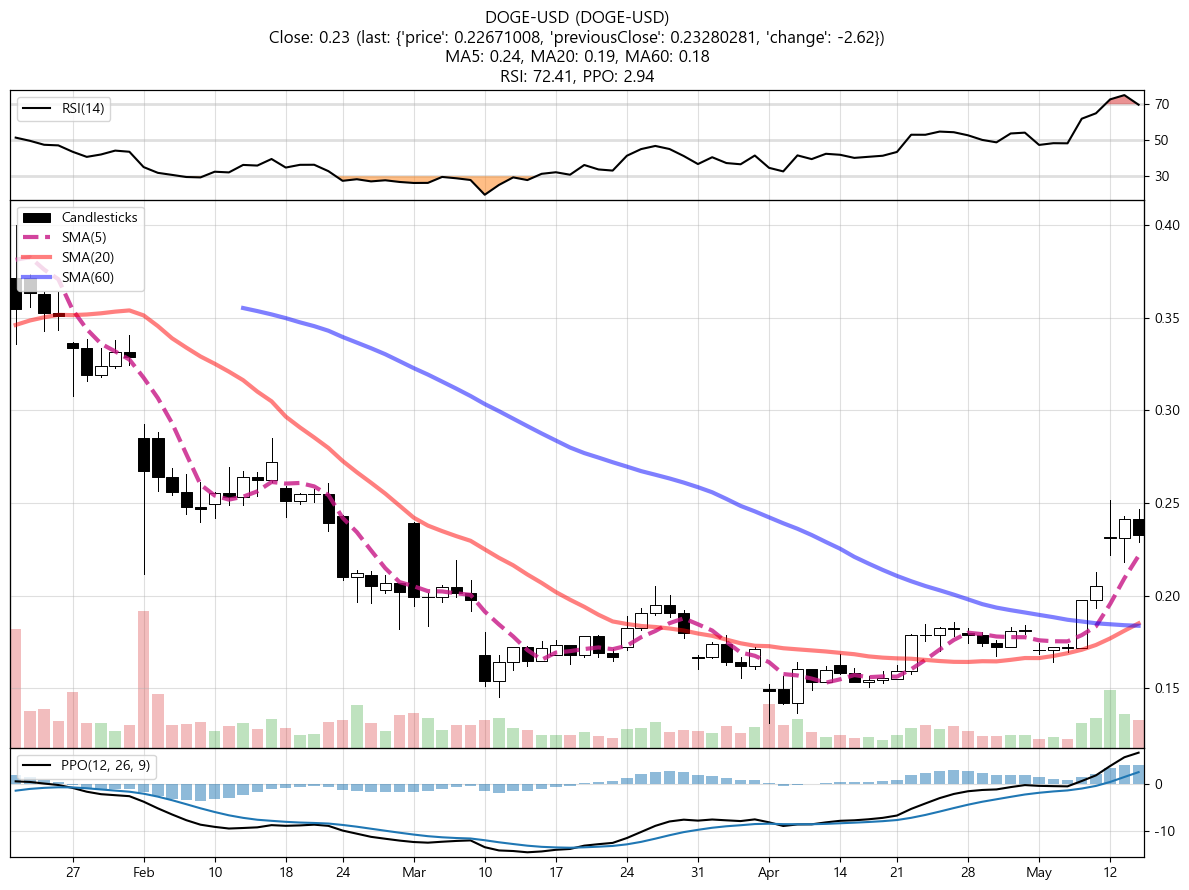 DOGE-USD (DOGE-USD)
Close: 0.23 (last: {'price': 0.22671008, 'previousClose': 0.23280281, 'change': -2.62})
MA5: 0.24, MA20: 0.19, MA60: 0.18
RSI: 72.41, PPO: 2.94
RSI(14)
70
50
30
Candlesticks
SMA(5)
SMA(20)
SMA(60)
0.40
0.35
0.30
0.25
0.20
0.15
PPO(12, 26, 9)
0
-10
27 Feb 10 18 24 Mar 10 17 24 31 Apr 14 21 28 May 12